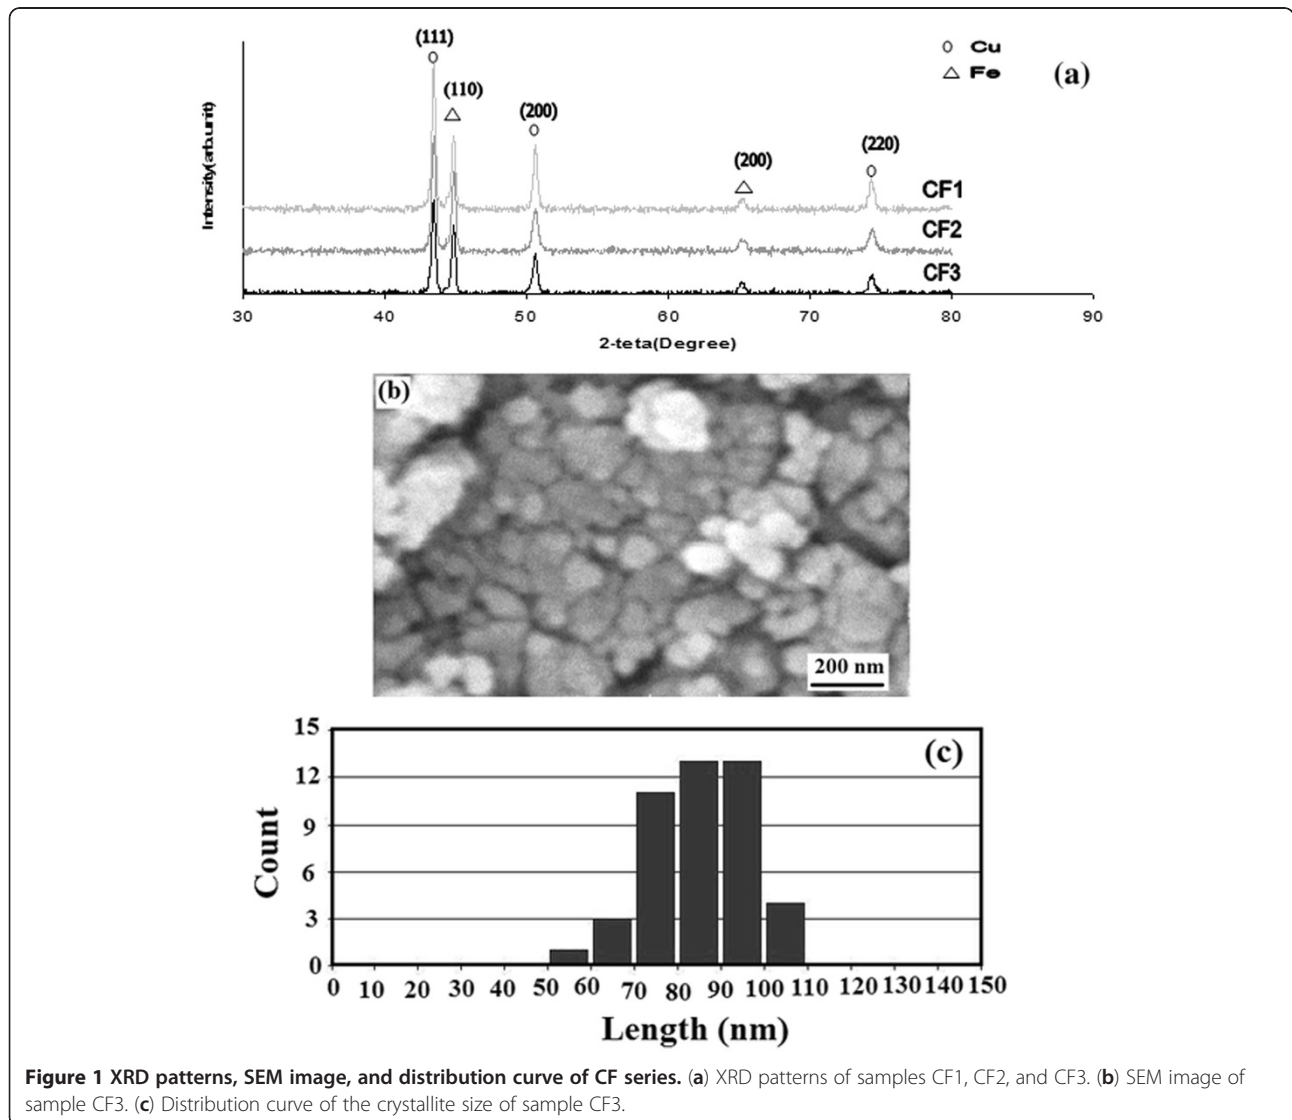 (111)
Cu
Fe
(a)
(110)
(200)
(200)
(220)
Intensity(arb.unit)
CF1
CF2
CF3
30 40 50 60 70 80 90
2-teta(Degree)
(b)
200 nm
15
(c)
12
9
6
3
0
Count
0 10 20 30 40 50 60 70 80 90 100 110 120 130 140 150
Length (nm)
Figure 1 XRD patterns, SEM image, and distribution curve of CF series. (a) XRD patterns of samples CF1, CF2, and CF3. (b) SEM image of
sample CF3. (c) Distribution curve of the crystallite size of sample CF3.